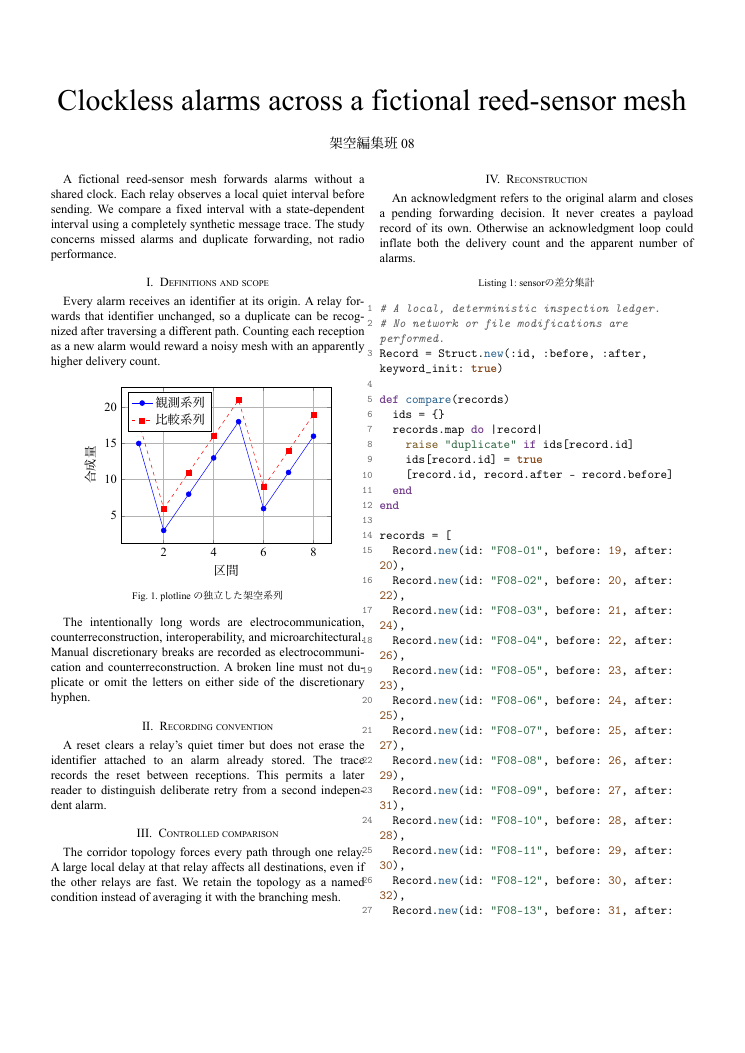 Clockless alarms across a fictional reed-sensor mesh
架空編集班 08
A fictional reed-sensor mesh forwards alarms without a
shared clock. Each relay observes a local quiet interval before
sending. We compare a fixed interval with a state-dependent
interval using a completely synthetic message trace. The study
concerns missed alarms and duplicate forwarding, not radio
performance.
I. Definitions and scope
Every alarm receives an identifier at its origin. A relay for-
wards that identifier unchanged, so a duplicate can be recog-
nized after traversing a different path. Counting each reception
as a new alarm would reward a noisy mesh with an apparently
higher delivery count.
観測系列
比較系列
20
15
10
5
合成量
2 4 6 8
区間
Fig. 1. plotline の独立した架空系列
The intentionally long words are electrocommunication,
counterreconstruction, interoperability, and microarchitectural.
Manual discretionary breaks are recorded as electrocommuni-
cation and counterreconstruction. A broken line must not du-
plicate or omit the letters on either side of the discretionary
hyphen.
II. Recording convention
A reset clears a relay's quiet timer but does not erase the
identifier attached to an alarm already stored. The trace
records the reset between receptions. This permits a later
reader to distinguish deliberate retry from a second indepen-
dent alarm.
III. Controlled comparison
The corridor topology forces every path through one relay.
A large local delay at that relay affects all destinations, even if
the other relays are fast. We retain the topology as a named
condition instead of averaging it with the branching mesh.
IV. Reconstruction
An acknowledgment refers to the original alarm and closes
a pending forwarding decision. It never creates a payload
record of its own. Otherwise an acknowledgment loop could
inflate both the delivery count and the apparent number of
alarms.
Listing 1: sensorの差分集計
1 # A local, deterministic inspection ledger.
2 # No network or file modifications are
performed.
3 Record = Struct.new(:id, :before, :after,
keyword_init: true)
4
5 def compare(records)
6   ids = {}
7   records.map do |record|
8     raise "duplicate" if ids[record.id]
9     ids[record.id] = true
10     [record.id, record.after - record.before]
11   end
12 end
13
14 records = [
15   Record.new(id: "F08-01", before: 19, after:
20),
16   Record.new(id: "F08-02", before: 20, after:
22),
17   Record.new(id: "F08-03", before: 21, after:
24),
18   Record.new(id: "F08-04", before: 22, after:
26),
19   Record.new(id: "F08-05", before: 23, after:
23),
20   Record.new(id: "F08-06", before: 24, after:
25),
21   Record.new(id: "F08-07", before: 25, after:
27),
22   Record.new(id: "F08-08", before: 26, after:
29),
23   Record.new(id: "F08-09", before: 27, after:
31),
24   Record.new(id: "F08-10", before: 28, after:
28),
25   Record.new(id: "F08-11", before: 29, after:
30),
26   Record.new(id: "F08-12", before: 30, after:
32),
27   Record.new(id: "F08-13", before: 31, after: